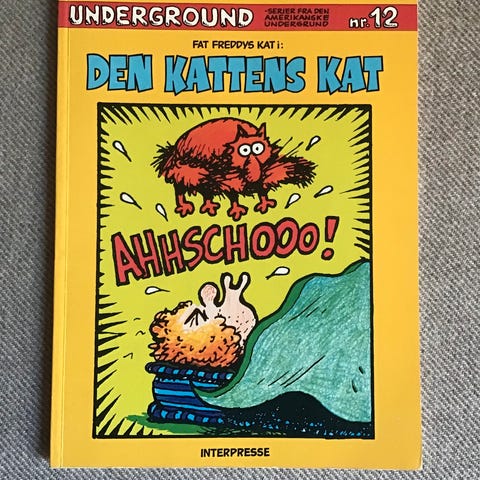 UNDERGROUND
-SERIER FRA DEN
AMERIKANSKE
UNDERGRUND
nr.12
FAT FREDDYS KAT i:
DEN KATTENS KAT
AHHSCHOOO!
INTERPRESSE